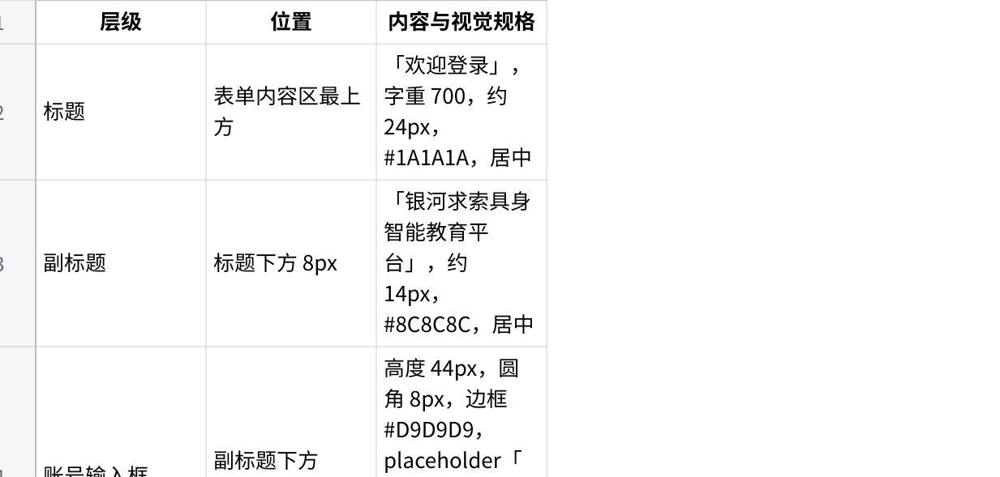 层级 位置 内容与视觉规格
标题
表单内容区最上
方
「欢迎登录」，
字重 700，约
24px，
#1A1A1A，居中
副标题
标题下方 8px
「银河求索具身
智能教育平
台」，约
14px，
#8C8C8C，居中
账号输入框
副标题下方
高度 44px，圆
角 8px，边框
#D9D9D9，
placeholder「